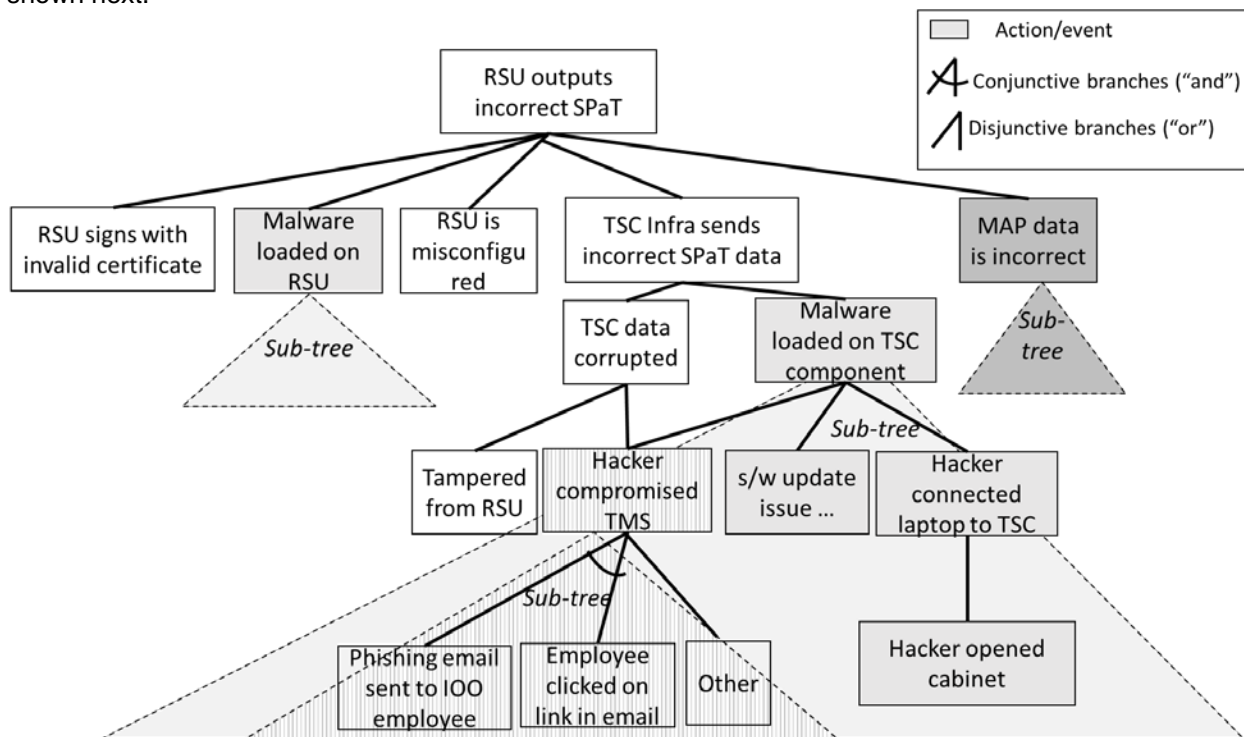 shown next.
Action/event
Conjunctive branches (“and”)
Disjunctive branches (“or”)
RSU outputs
incorrect SPaT
RSU signs with
invalid certificate
Malware
loaded on
RSU
RSU is
misconfigu
red
TSC Infra sends
incorrect SPaT data
MAP data
is incorrect
Sub-tree
TSC data
corrupted
Malware
loaded on TSC
component
Sub-
tree
Sub-tree
Tampered
from RSU
Hacker
compromised
TMS
s/w update
issue ...
Hacker
connected
laptop to TSC
Sub-tree
Phishing email
sent to IOO
employee
Employee
clicked on
link in email
Other
Hacker opened
cabinet